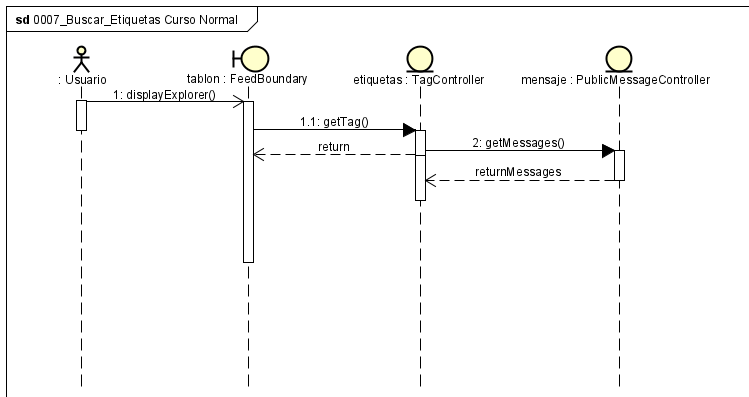 sd 0007_Buscar_Etiquetas Curso Normal
: Usuario
tablon : FeedBoundary
etiquetas : TagController
mensaje : PublicMessageController
1: displayExplorer()
1.1: getTag()
return
2: getMessages()
returnMessages